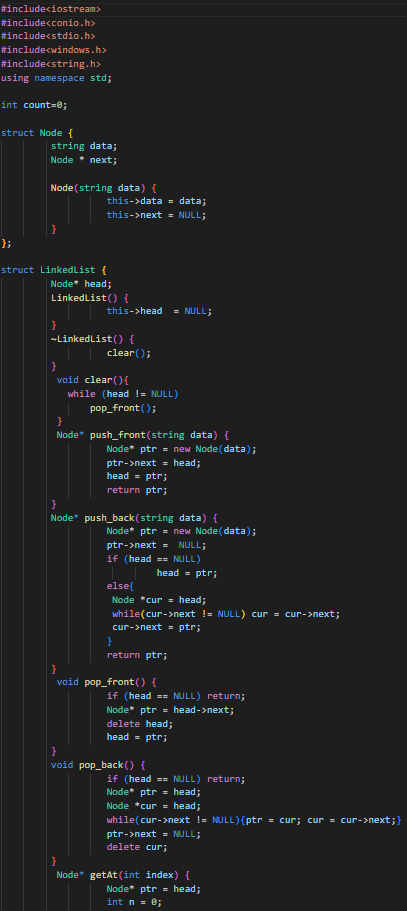 #include<iostream>
#include<conio.h>
#include<stdio.h>
#include<windows.h>
#include<string.h>
using namespace std;
int count=0;
struct Node {
string data;
Node * next;
Node(string data) {
this->data = data;
this->next = NULL;
}
};
struct LinkedList {
Node* head;
LinkedList() {
this->head  = NULL;
}
~LinkedList() {
clear();
}
void clear(){
while (head != NULL)
pop_front();
}
Node* push_front(string data) {
Node* ptr = new Node(data);
ptr->next = head;
head = ptr;
return ptr;
}
Node* push_back(string data) {
Node* ptr = new Node(data);
ptr->next =  NULL;
if (head == NULL)
head = ptr;
else{
Node *cur = head;
while(cur->next != NULL) cur = cur->next;
cur->next = ptr;
}
return ptr;
}
void pop_front() {
if (head == NULL) return;
Node* ptr = head->next;
delete head;
head = ptr;
}
void pop_back() {
if (head == NULL) return;
Node* ptr = head;
Node *cur = head;
while(cur->next != NULL){ptr = cur; cur = cur->next;}
ptr->next = NULL;
delete cur;
}
Node* getAt(int index) {
Node* ptr = head;
int n = 0;